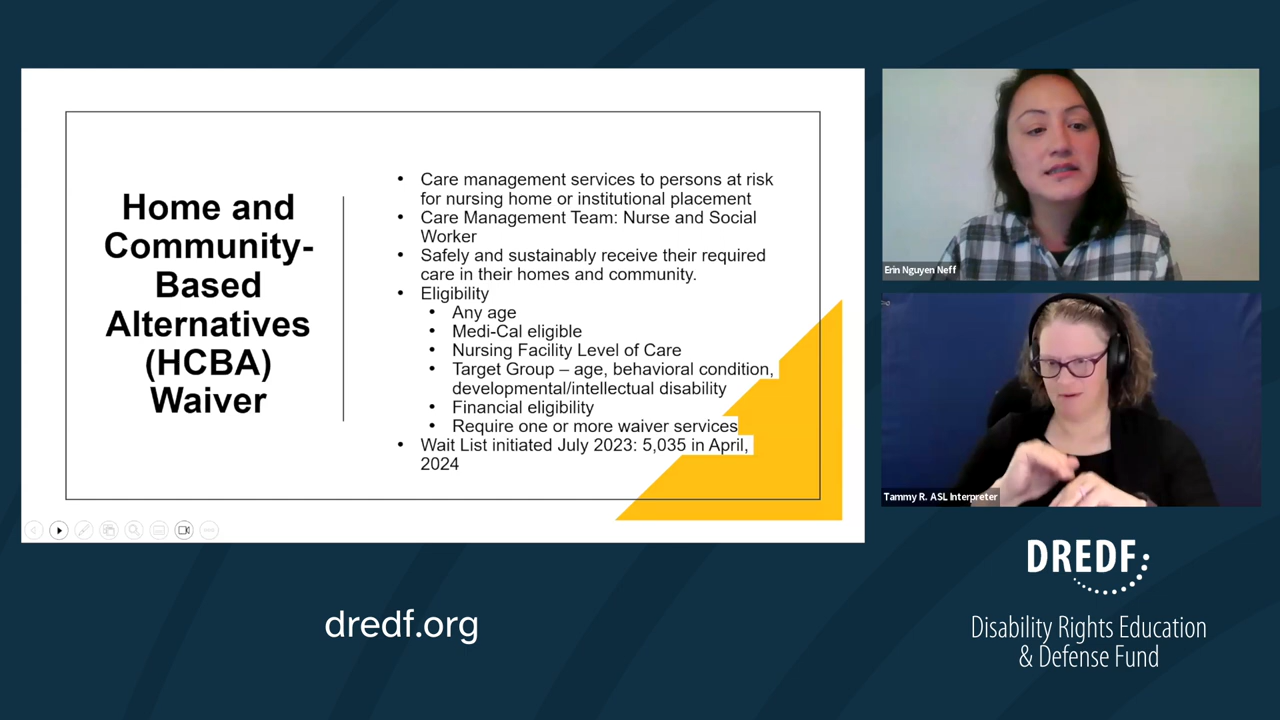 Home and
Community-
Based
Alternatives
(HCBA)
Waiver
• Care management services to persons at risk
for nursing home or institutional placement
• Care Management Team: Nurse and Social
Worker
• Safely and sustainably receive their required
care in their homes and community.
• Eligibility
• Any age
• Medi-Cal eligible
• Nursing Facility Level of Care
• Target Group – age, behavioral condition,
developmental/intellectual disability
• Financial eligibility
• Require one or more waiver services
• Wait List initiated July 2023: 5,035 in April,
2024
Erin Nguyen Neff
Tammy R. ASL Interpreter
dredf.org
DREDF
Disability Rights Education
& Defense Fund